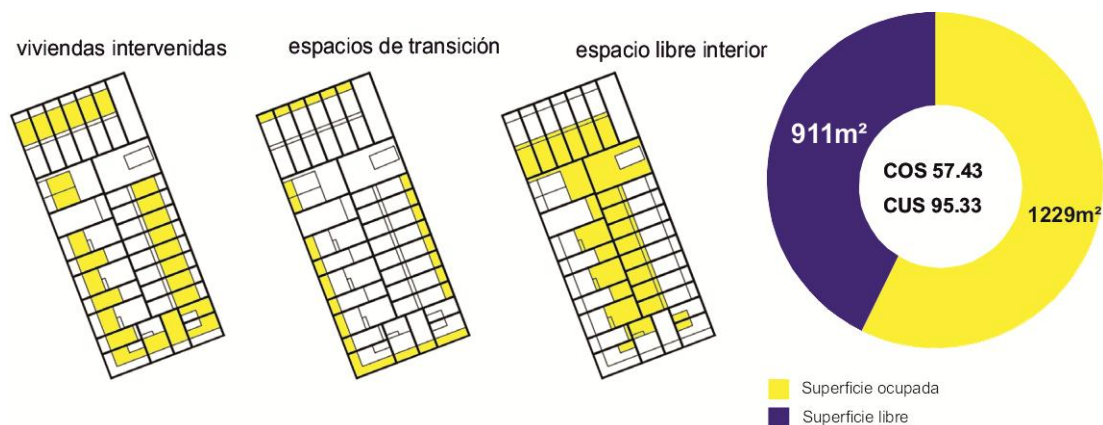 viviendas intervenidas
espacios de transición
espacio libre interior
911m²
COS 57.43
CUS 95.33
1229m²
Superficie ocupada
Superficie libre